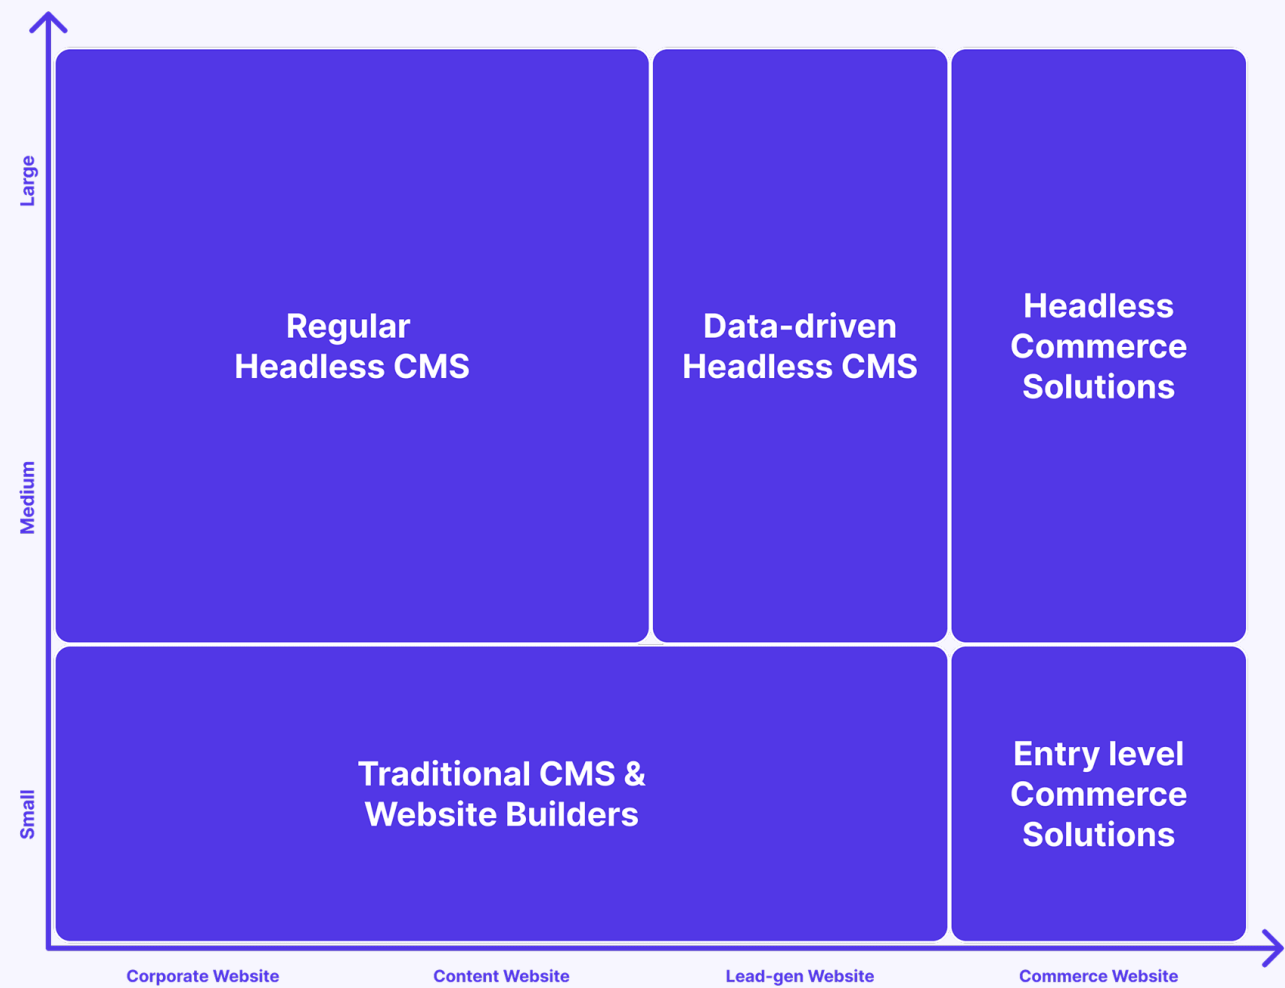 Large
Medium
Small
Regular
Headless CMS
Data-driven
Headless CMS
Headless
Commerce
Solutions
Traditional CMS &
Website Builders
Entry level
Commerce
Solutions
Corporate Website
Content Website
Lead-gen Website
Commerce Website